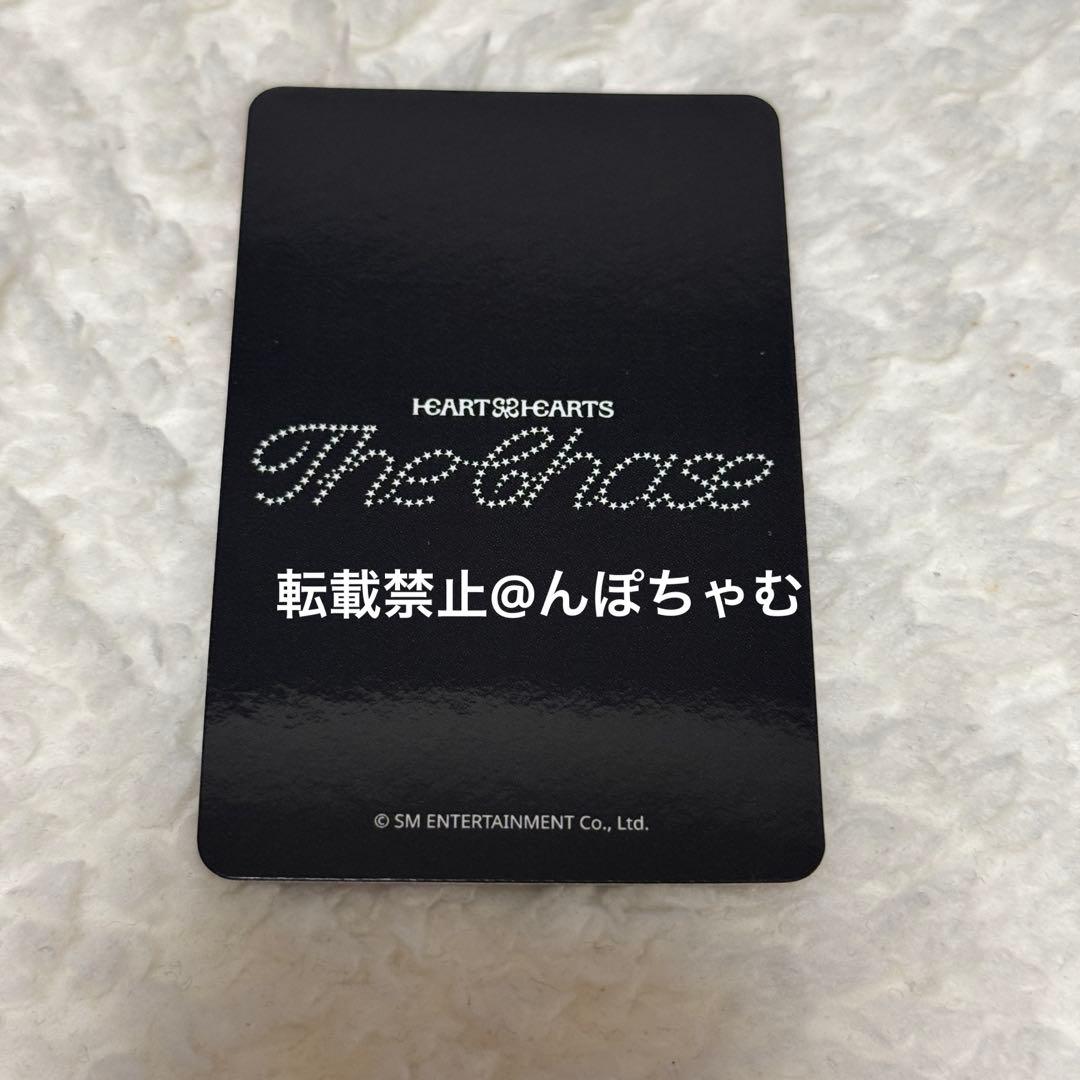 HEARTS2HEARTS
The Chase
転載禁止@んぽちゃむ
© SM ENTERTAINMENT Co., Ltd.